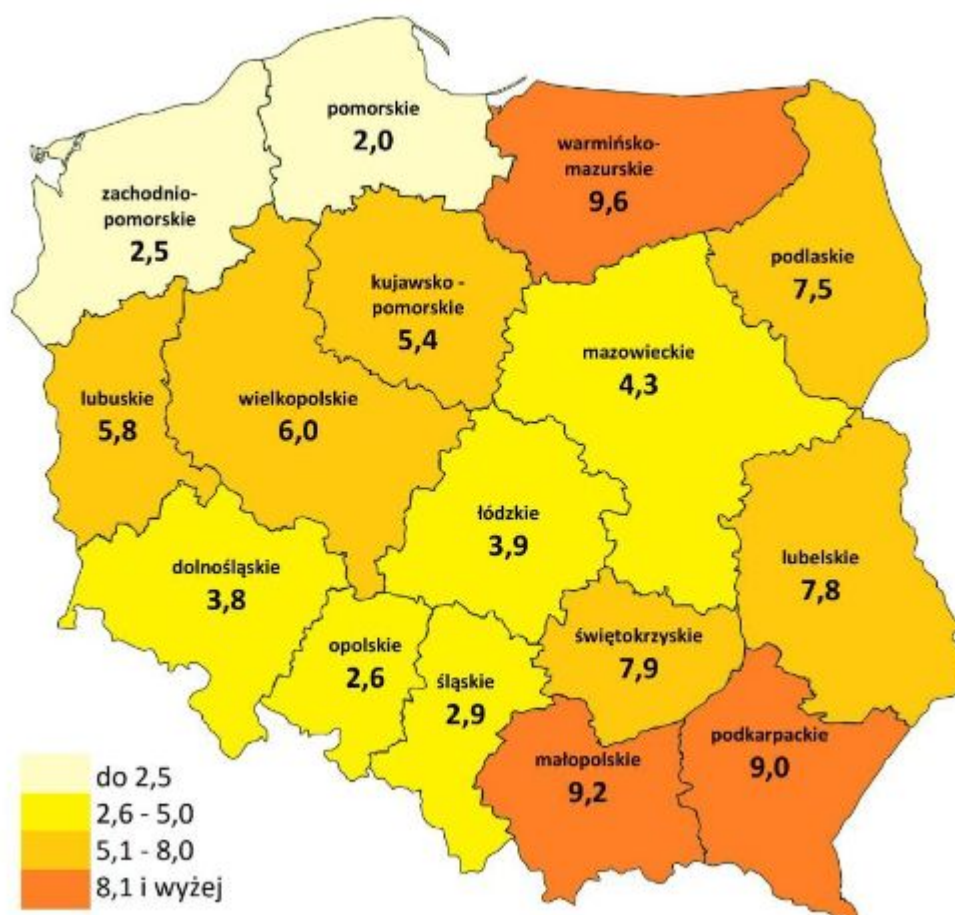 pomorskie
2,0
warmińsko-
mazurskie
9,6
zachodnio-
pomorskie
2,5
podlaskie
7,5
kujawsko -
pomorskie
5,4
mazowieckie
4,3
lubuskie
5,8
wielkopolskie
6,0
łódzkie
3,9
lubelskie
7,8
dolnośląskie
3,8
opolskie
2,6
śląskie
2,9
świętokrzyskie
7,9
małopolskie
9,2
podkarpackie
9,0
do 2,5
2,6 - 5,0
5,1 - 8,0
8,1 i wyżej